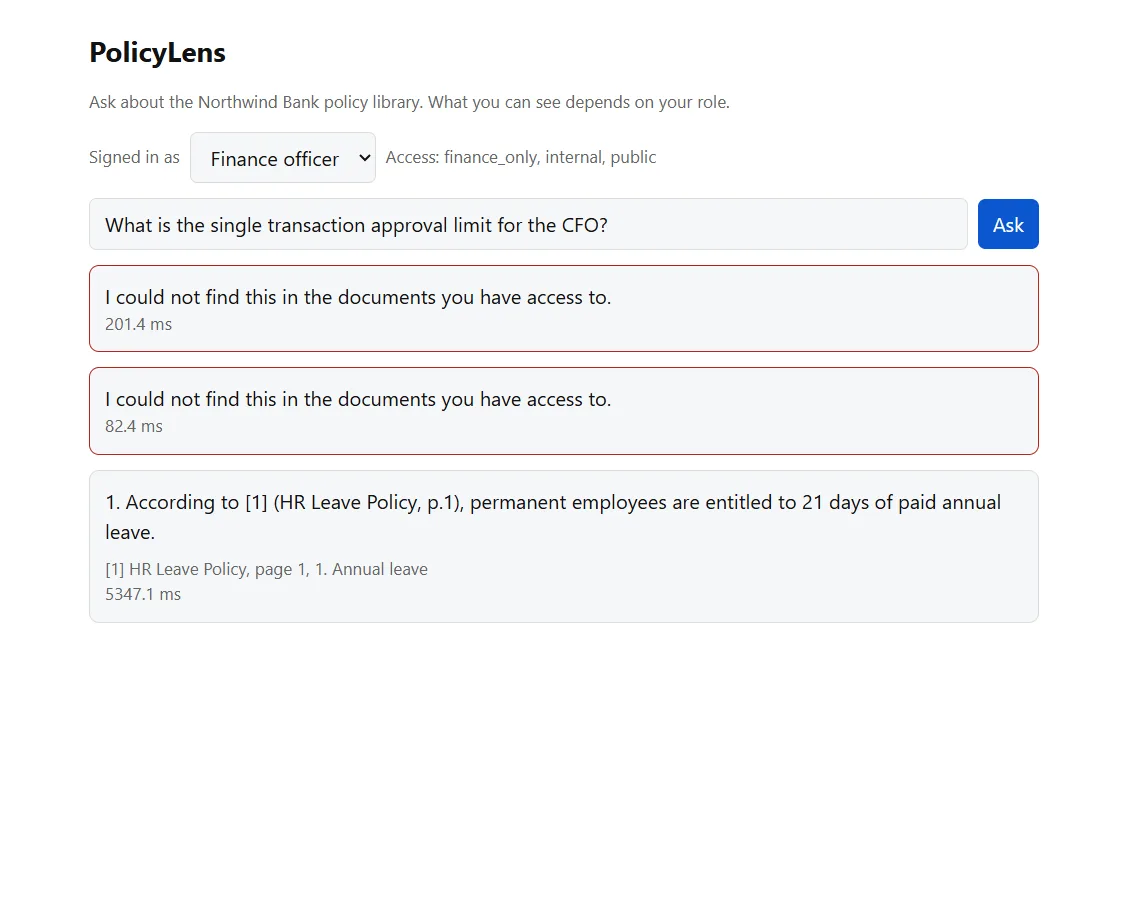 PolicyLens
Ask about the Northwind Bank policy library. What you can see depends on your role.
Signed in as Finance officer Access: finance_only, internal, public
What is the single transaction approval limit for the CFO? Ask
I could not find this in the documents you have access to.
201.4 ms
I could not find this in the documents you have access to.
82.4 ms
1. According to [1] (HR Leave Policy, p.1), permanent employees are entitled to 21 days of paid annual
leave.
[1] HR Leave Policy, page 1, 1. Annual leave
5347.1 ms